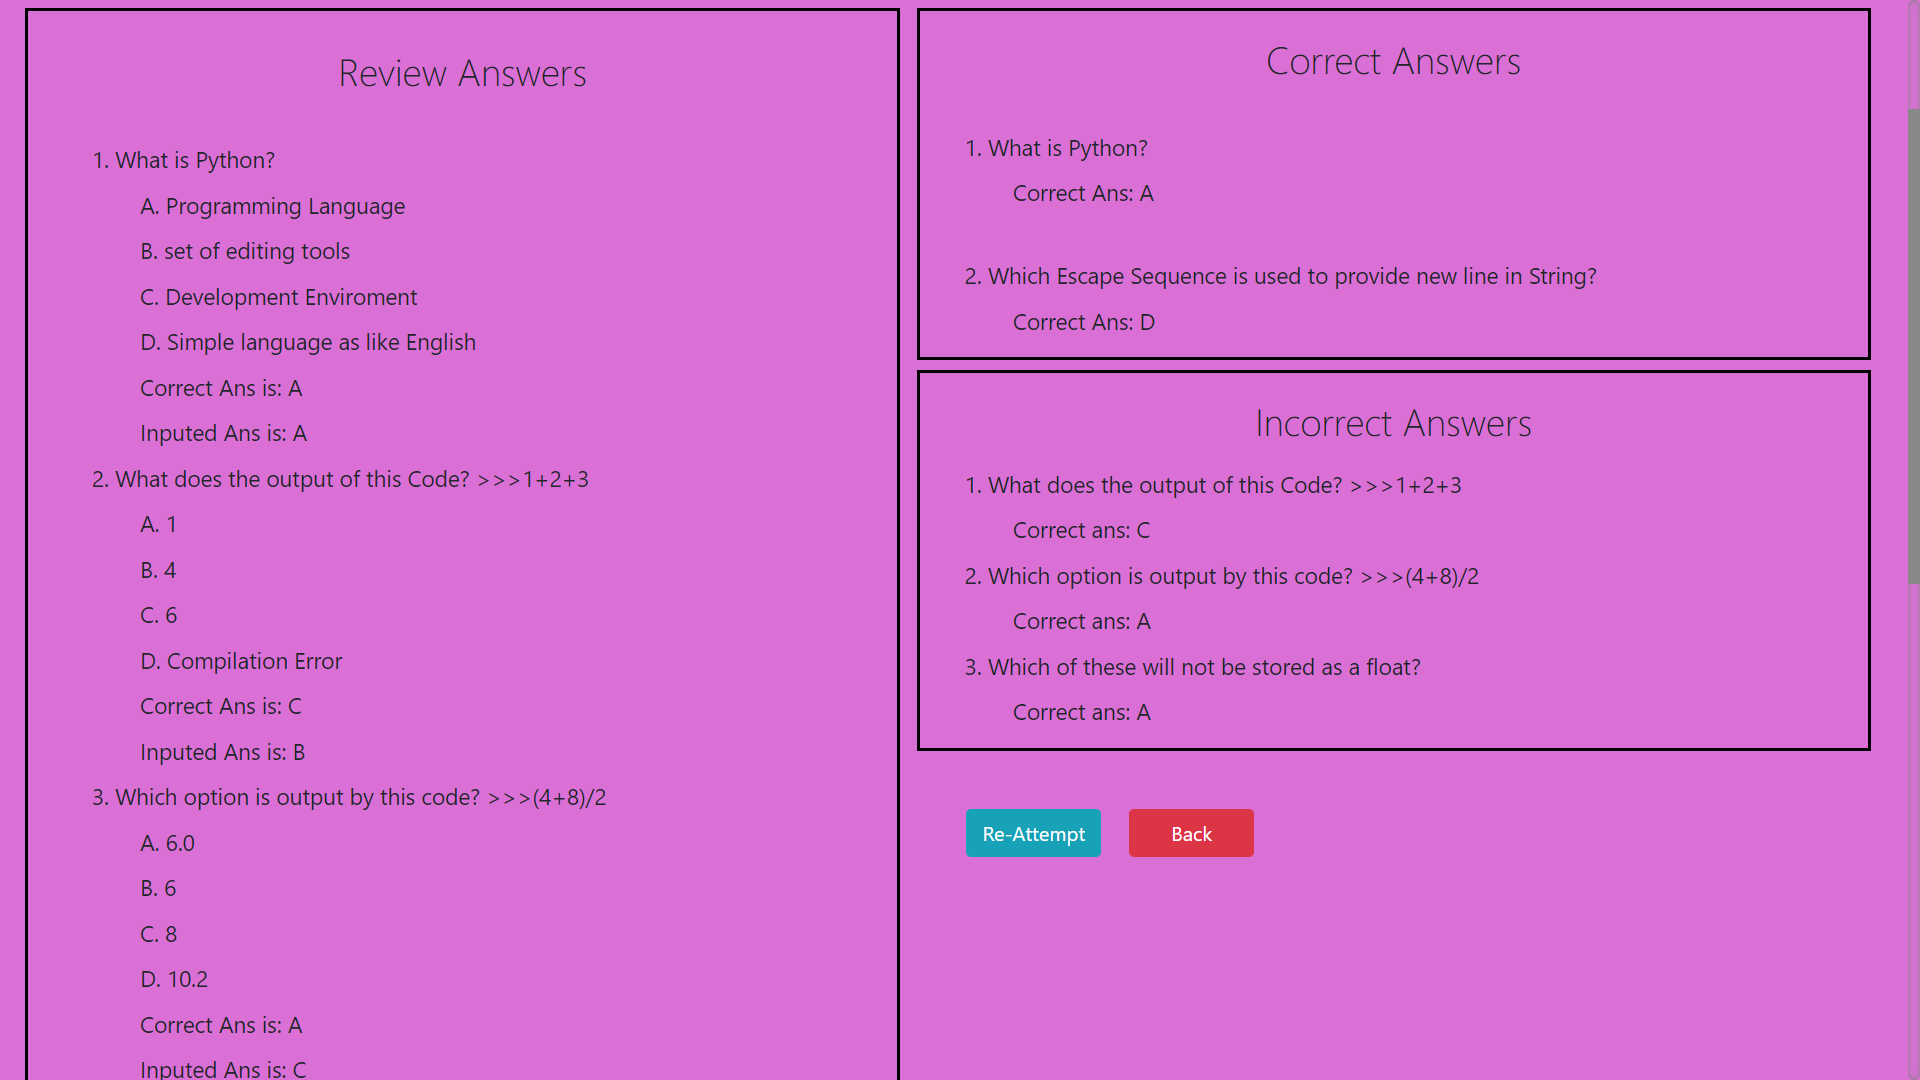 Review Answers
1. What is Python?
A. Programming Language
B. set of editing tools
C. Development Enviroment
D. Simple language as like English
Correct Ans is: A
Inputed Ans is: A
2. What does the output of this Code? >>>1+2+3
A. 1
B. 4
C. 6
D. Compilation Error
Correct Ans is: C
Inputed Ans is: B
3. Which option is output by this code? >>>(4+8)/2
A. 6.0
B. 6
C. 8
D. 10.2
Correct Ans is: A
Inputed Ans is: C
Correct Answers
1. What is Python?
Correct Ans: A
2. Which Escape Sequence is used to provide new line in String?
Correct Ans: D
Incorrect Answers
1. What does the output of this Code? >>>1+2+3
Correct ans: C
2. Which option is output by this code? >>>(4+8)/2
Correct ans: A
3. Which of these will not be stored as a float?
Correct ans: A
Re-Attempt
Back